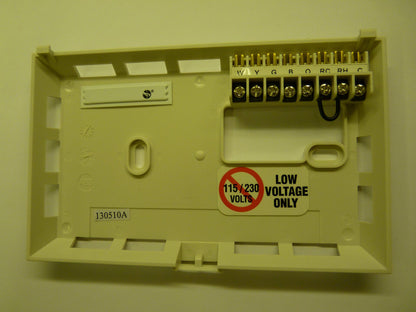 W Y G B O RC RH C
115/230
VOLTS
LOW
VOLTAGE
ONLY
130510A